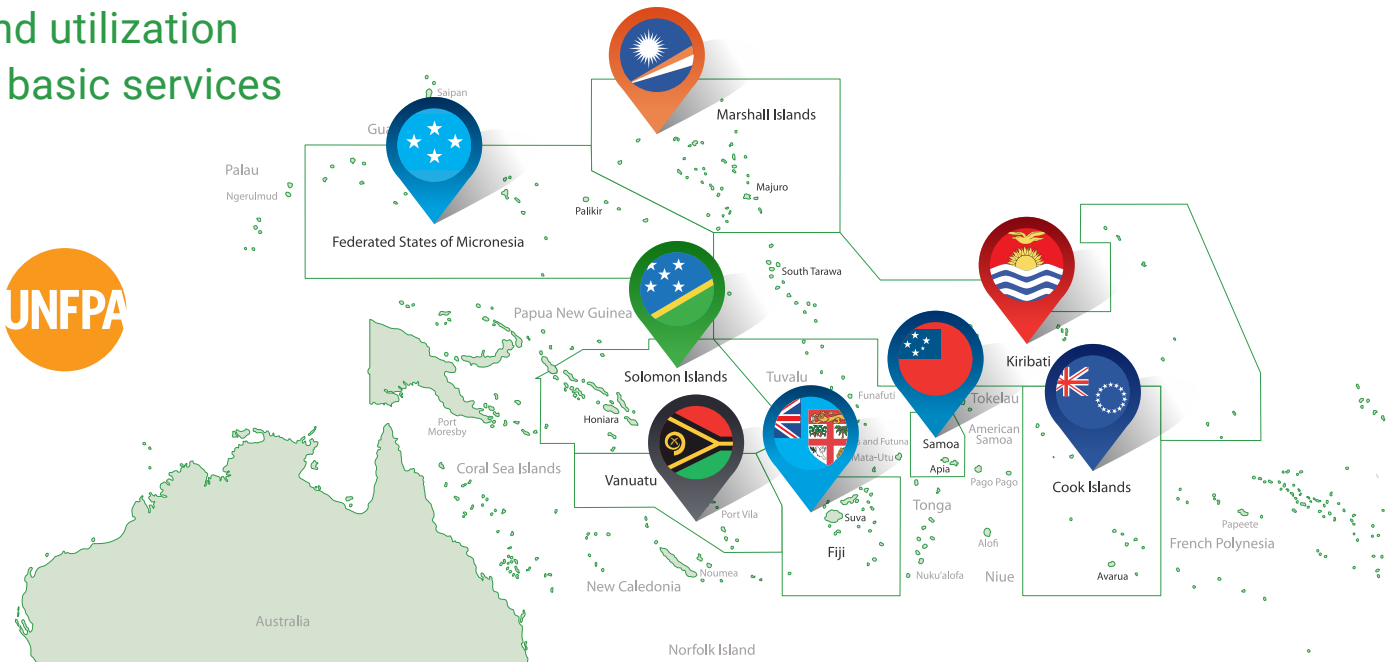 nd utilization
basic services
Saipan
Marshall Islands
Palau
Ngerulmud
Majuro
Palikir
Federated States of Micronesia
South Tarawa
UNFPA
Papua New Guinea
Kiribati
Solomon Islands
Tuvalu
Funafuti
Tokelau
Honiara
Port
Moresby
American
Samoa
Samoa
s and Futuna
Mata-Utu
Apia
Coral Sea Islands
Vanuatu
Pago Pago
Cook Islands
Port Vila
Suva
Tonga
Papeete
Fiji
Alofi
French Polynesia
New Caledonia
Noumea
Nuku'alofa
Niue
Avarua
Australia
Norfolk Island